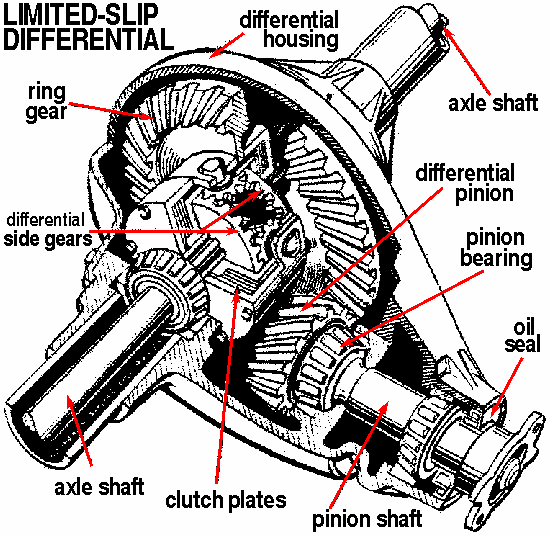 LIMITED-SLIP
DIFFERENTIAL
differential
housing
ring
gear
axle shaft
differential
pinion
differential
side gears
pinion
bearing
oil
seal
axle shaft
clutch plates
pinion shaft